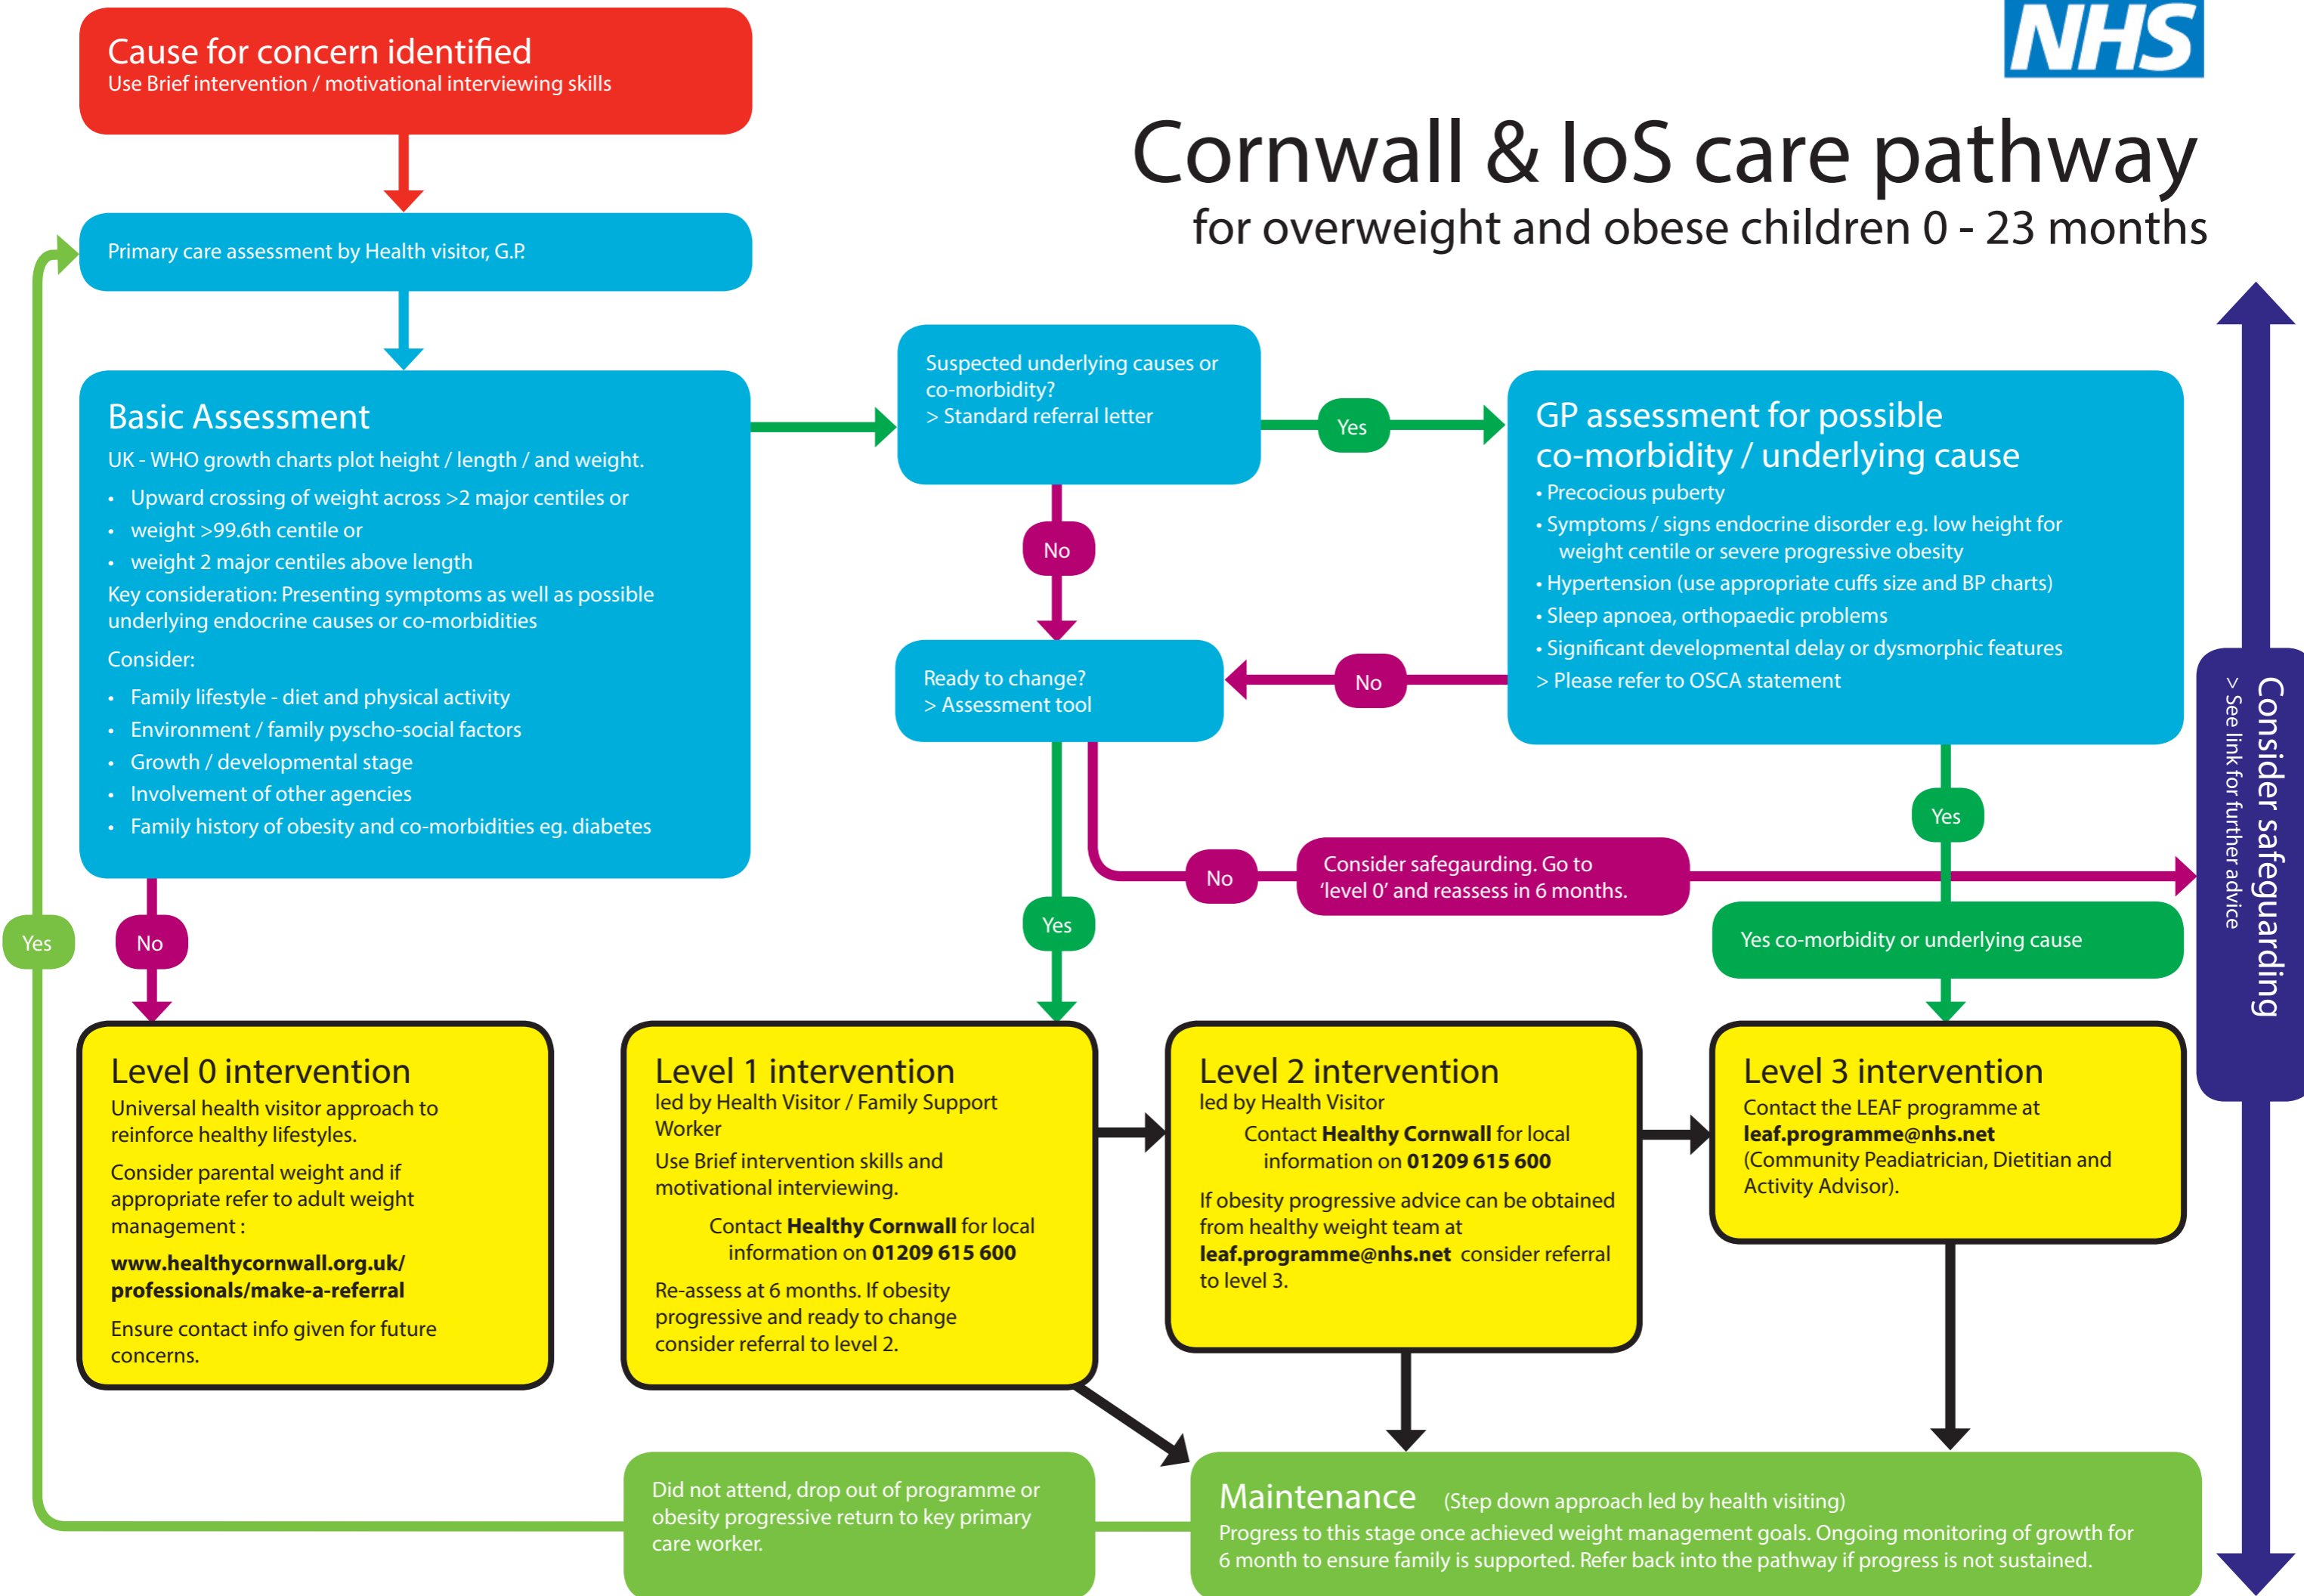 NHS
Cornwall & IoS care pathway
for overweight and obese children 0 - 23 months
Cause for concern identified
Use Brief intervention / motivational interviewing skills
Primary care assessment by Health visitor, G.P.
Basic Assessment
UK - WHO growth charts plot height / length / and weight.
• Upward crossing of weight across >2 major centiles or
• weight >99.6th centile or
• weight 2 major centiles above length
Key consideration: Presenting symptoms as well as possible
underlying endocrine causes or co-morbidities
Consider:
• Family lifestyle - diet and physical activity
• Environment / family pyscho-social factors
• Growth / developmental stage
• Involvement of other agencies
• Family history of obesity and co-morbidities eg. diabetes
Suspected underlying causes or
co-morbidity?
> Standard referral letter
Yes
GP assessment for possible
co-morbidity / underlying cause
• Precocious puberty
• Symptoms / signs endocrine disorder e.g. low height for
weight centile or severe progressive obesity
• Hypertension (use appropriate cuffs size and BP charts)
• Sleep apnoea, orthopaedic problems
• Significant developmental delay or dysmorphic features
> Please refer to OSCA statement
No
Ready to change?
> Assessment tool
No
Yes
No
Consider safegaurding. Go to
‘level 0’ and reassess in 6 months.
Yes
Yes co-morbidity or underlying cause
Consider safeguarding
> See link for further advice
Yes
No
Level 0 intervention
Universal health visitor approach to
reinforce healthy lifestyles.
Consider parental weight and if
appropriate refer to adult weight
management :
www.healthycornwall.org.uk/
professionals/make-a-referral
Ensure contact info given for future
concerns.
Level 1 intervention
led by Health Visitor / Family Support
Worker
Use Brief intervention skills and
motivational interviewing.
Contact Healthy Cornwall for local
information on 01209 615 600
Re-assess at 6 months. If obesity
progressive and ready to change
consider referral to level 2.
Level 2 intervention
led by Health Visitor
Contact Healthy Cornwall for local
information on 01209 615 600
If obesity progressive advice can be obtained
from healthy weight team at
leaf.programme@nhs.net consider referral
to level 3.
Level 3 intervention
Contact the LEAF programme at
leaf.programme@nhs.net
(Community Peadiatrician, Dietitian and
Activity Advisor).
Did not attend, drop out of programme or
obesity progressive return to key primary
care worker.
Maintenance (Step down approach led by health visiting)
Progress to this stage once achieved weight management goals. Ongoing monitoring of growth for
6 month to ensure family is supported. Refer back into the pathway if progress is not sustained.